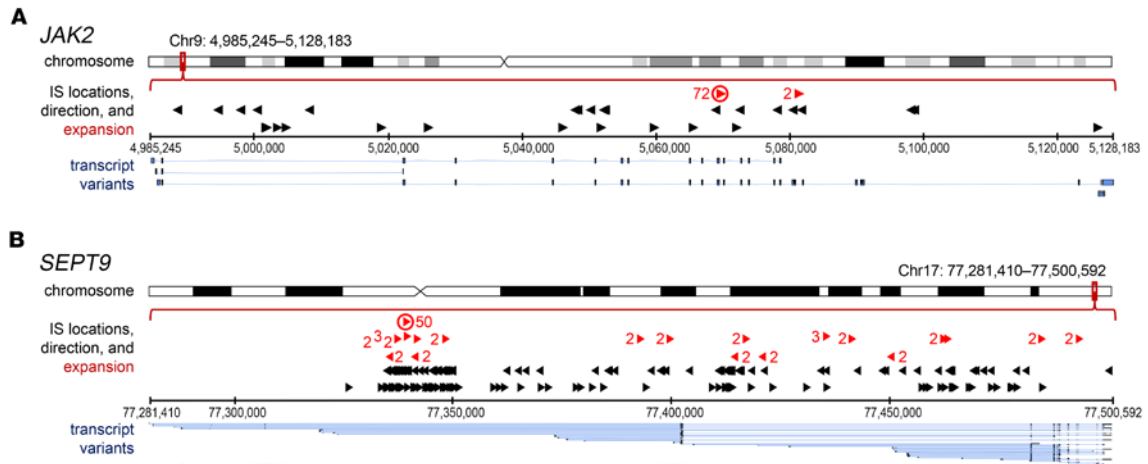 A
JAK2
Chr9: 4,985,245–5,128,183
chromosome
IS locations,
direction, and
expansion
72
2
4,985,245 5,000,000 5,020,000 5,040,000 5,060,000 5,080,000 5,100,000 5,120,000 5,128,183
transcript
variants
B
SEPT9
Chr17: 77,281,410–77,500,592
chromosome
IS locations,
direction, and
expansion
50
2 3 2 2 2 2 2 3 2 2 2 2
2 2 2 2 2
77,281,410 77,300,000 77,350,000 77,400,000 77,450,000 77,500,592
transcript
variants